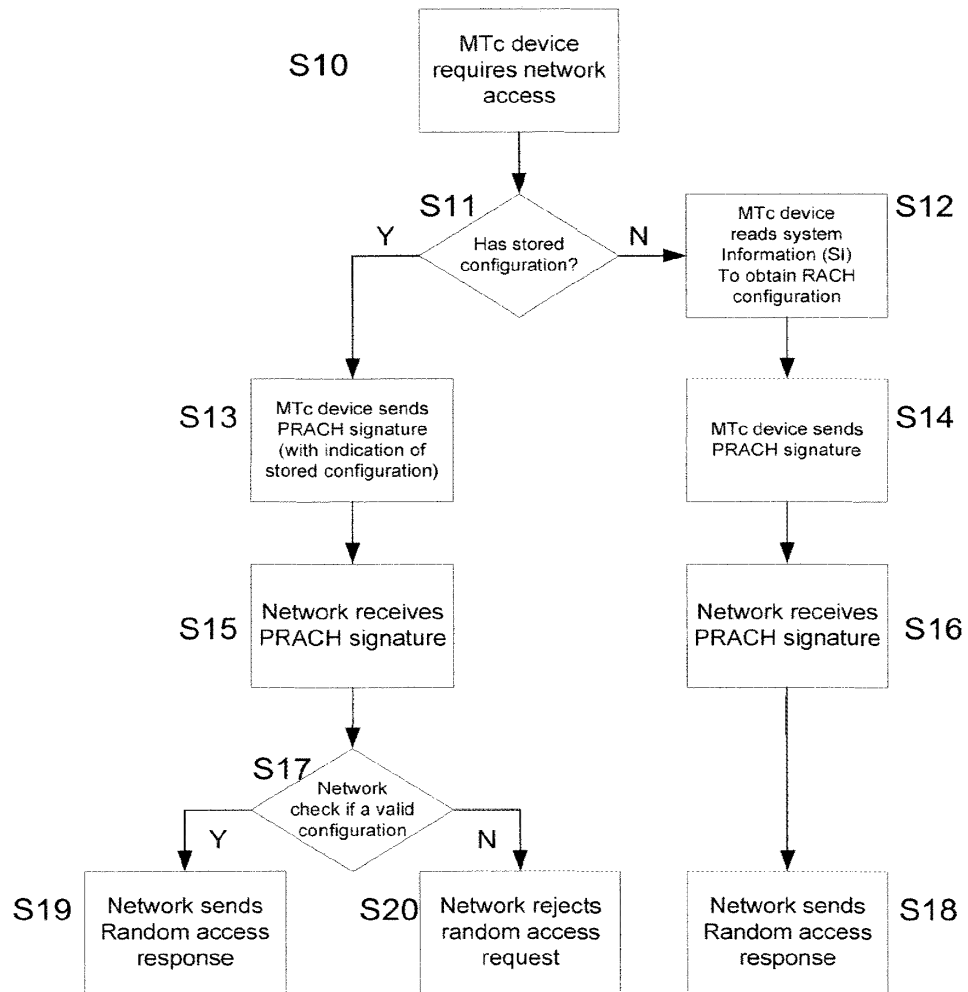 S10
MTc device
requires network
access
S11
Has stored
configuration?
Y
N
S12
MTc device
reads system
Information (SI)
To obtain RACH
configuration
S13
MTc device sends
PRACH signature
(with indication of
stored configuration)
S14
MTc device sends
PRACH signature
S15
Network receives
PRACH signature
Network receives
PRACH signature
S16
S17
Network
check if a valid
configuration
Y
N
S19
Network sends
Random access
response
S20
Network rejects
random access
request
Network sends
Random access
response
S18